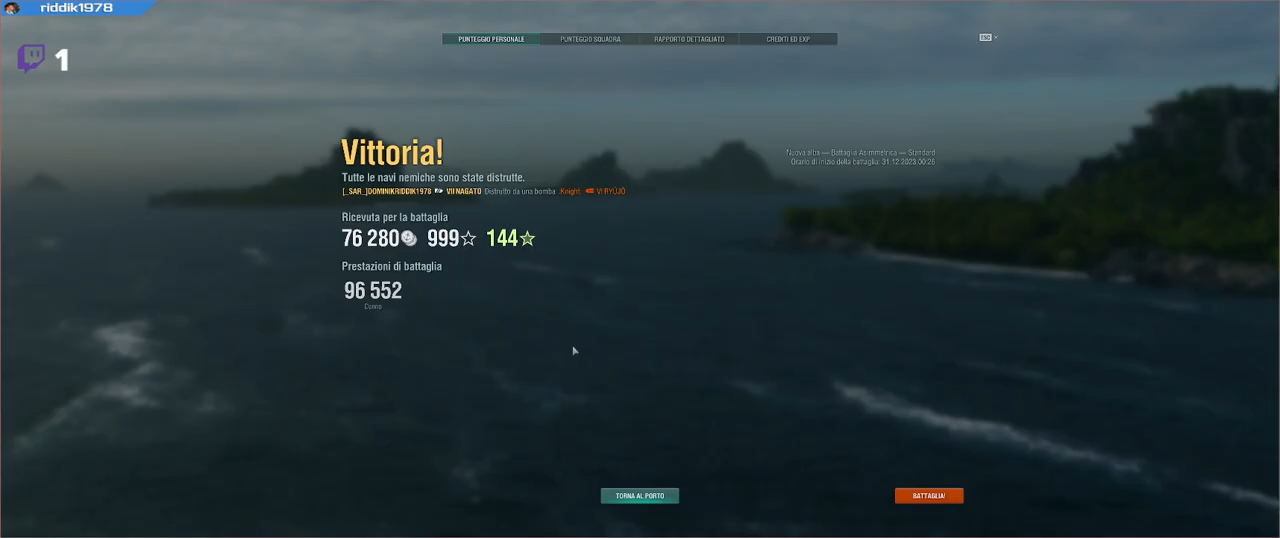 riddik1978
1
PUNTEGGIO PERSONALE
PUNTEGGIO SQUADRA
RAPPORTO DETTAGLIATO
CREDITI ED EXP.
ESC
Vittoria!
Tutte le navi nemiche sono state distrutte.
Nuova alba — Battaglia Asimmetrica — Standard
Orario di inizio della battaglia: 31.12.2023 00:26
[_SAR_]DOMINIKRIDDIK1978 VII NAGATO Distrutto da una bomba: .Knight. VI RYŪJŌ
Ricevuta per la battaglia
76 280 999 144
Prestazioni di battaglia
96 552
Danno
TORNA AL PORTO
BATTAGLIA!